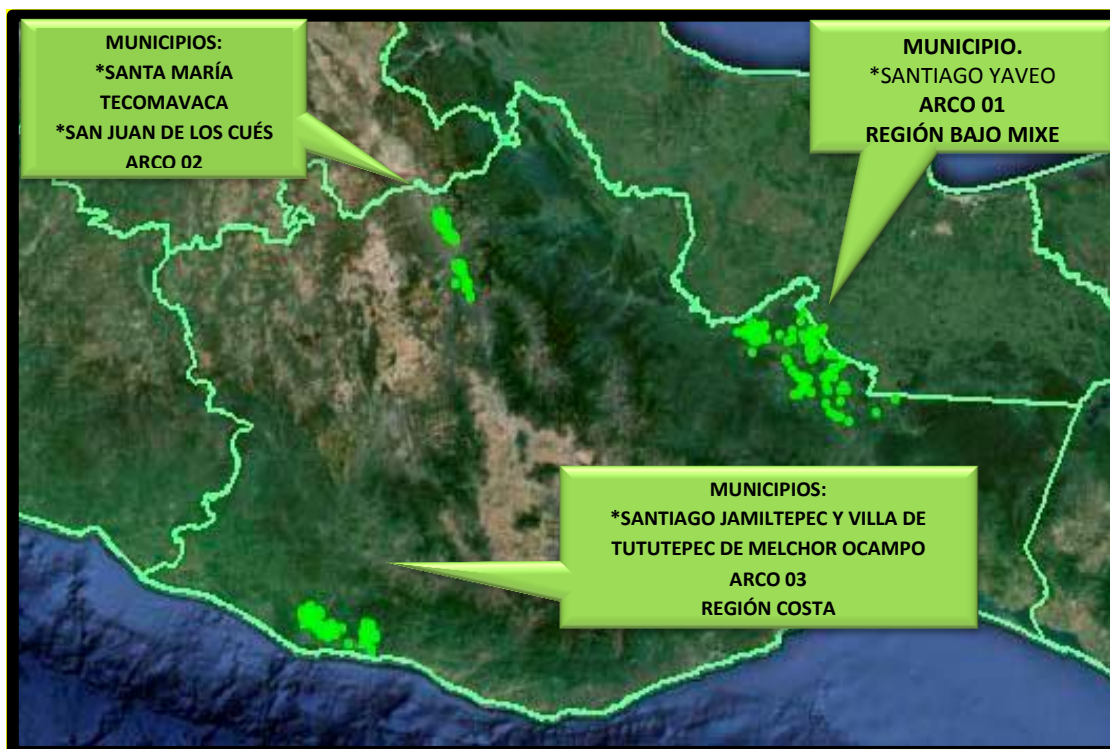 MUNICIPIOS:
*SANTA MARÍA
TECOMAVACA
*SAN JUAN DE LOS CUÉS
ARCO 02
MUNICIPIO.
*SANTIAGO YAVEO
ARCO 01
REGIÓN BAJO MIXE
MUNICIPIOS:
*SANTIAGO JAMILTEPEC Y VILLA DE
TUTUTEPEC DE MELCHOR OCAMPO
ARCO 03
REGIÓN COSTA